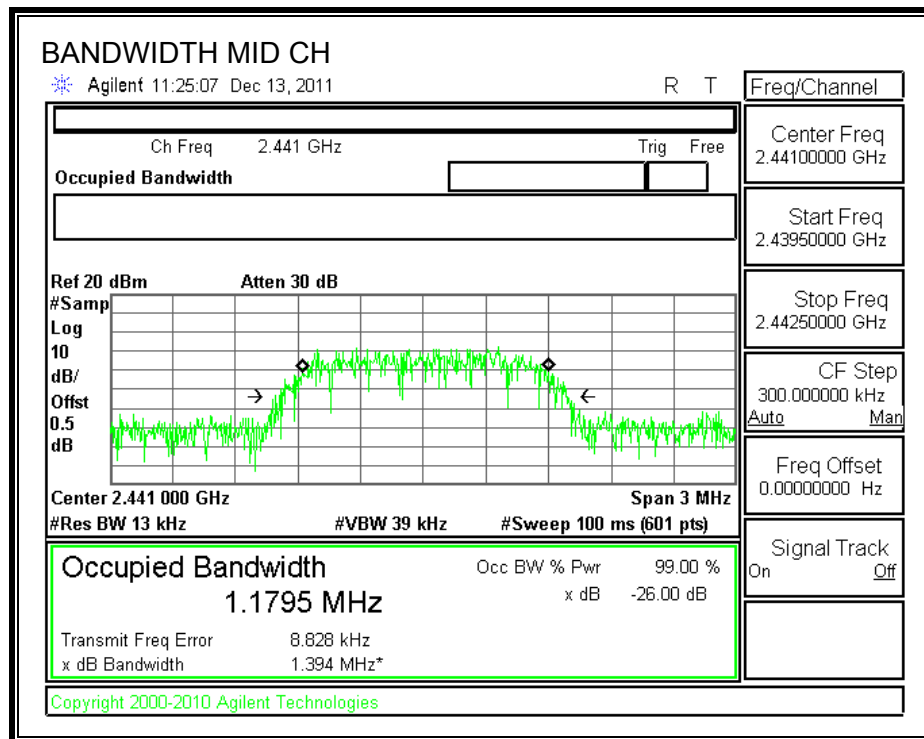 BANDWIDTH MID CH
Agilent 11:25:07 Dec 13, 2011 R T
Ch Freq 2.441 GHz Trig Free
Occupied Bandwidth
Ref 20 dBm Atten 30 dB
#Samp
Log
10
dB/
Offst
0.5
dB
Center 2.441 000 GHz Span 3 MHz
#Res BW 13 kHz #VBW 39 kHz #Sweep 100 ms (601 pts)
Occupied Bandwidth Occ BW % Pwr 99.00 %
1.1795 MHz x dB -26.00 dB
Transmit Freq Error 8.828 kHz
x dB Bandwidth 1.394 MHz*
Copyright 2000-2010 Agilent Technologies
Freq/Channel
Center Freq
2.44100000 GHz
Start Freq
2.43950000 GHz
Stop Freq
2.44250000 GHz
CF Step
300.000000 kHz
Auto Man
Freq Offset
0.00000000 Hz
Signal Track
On Off